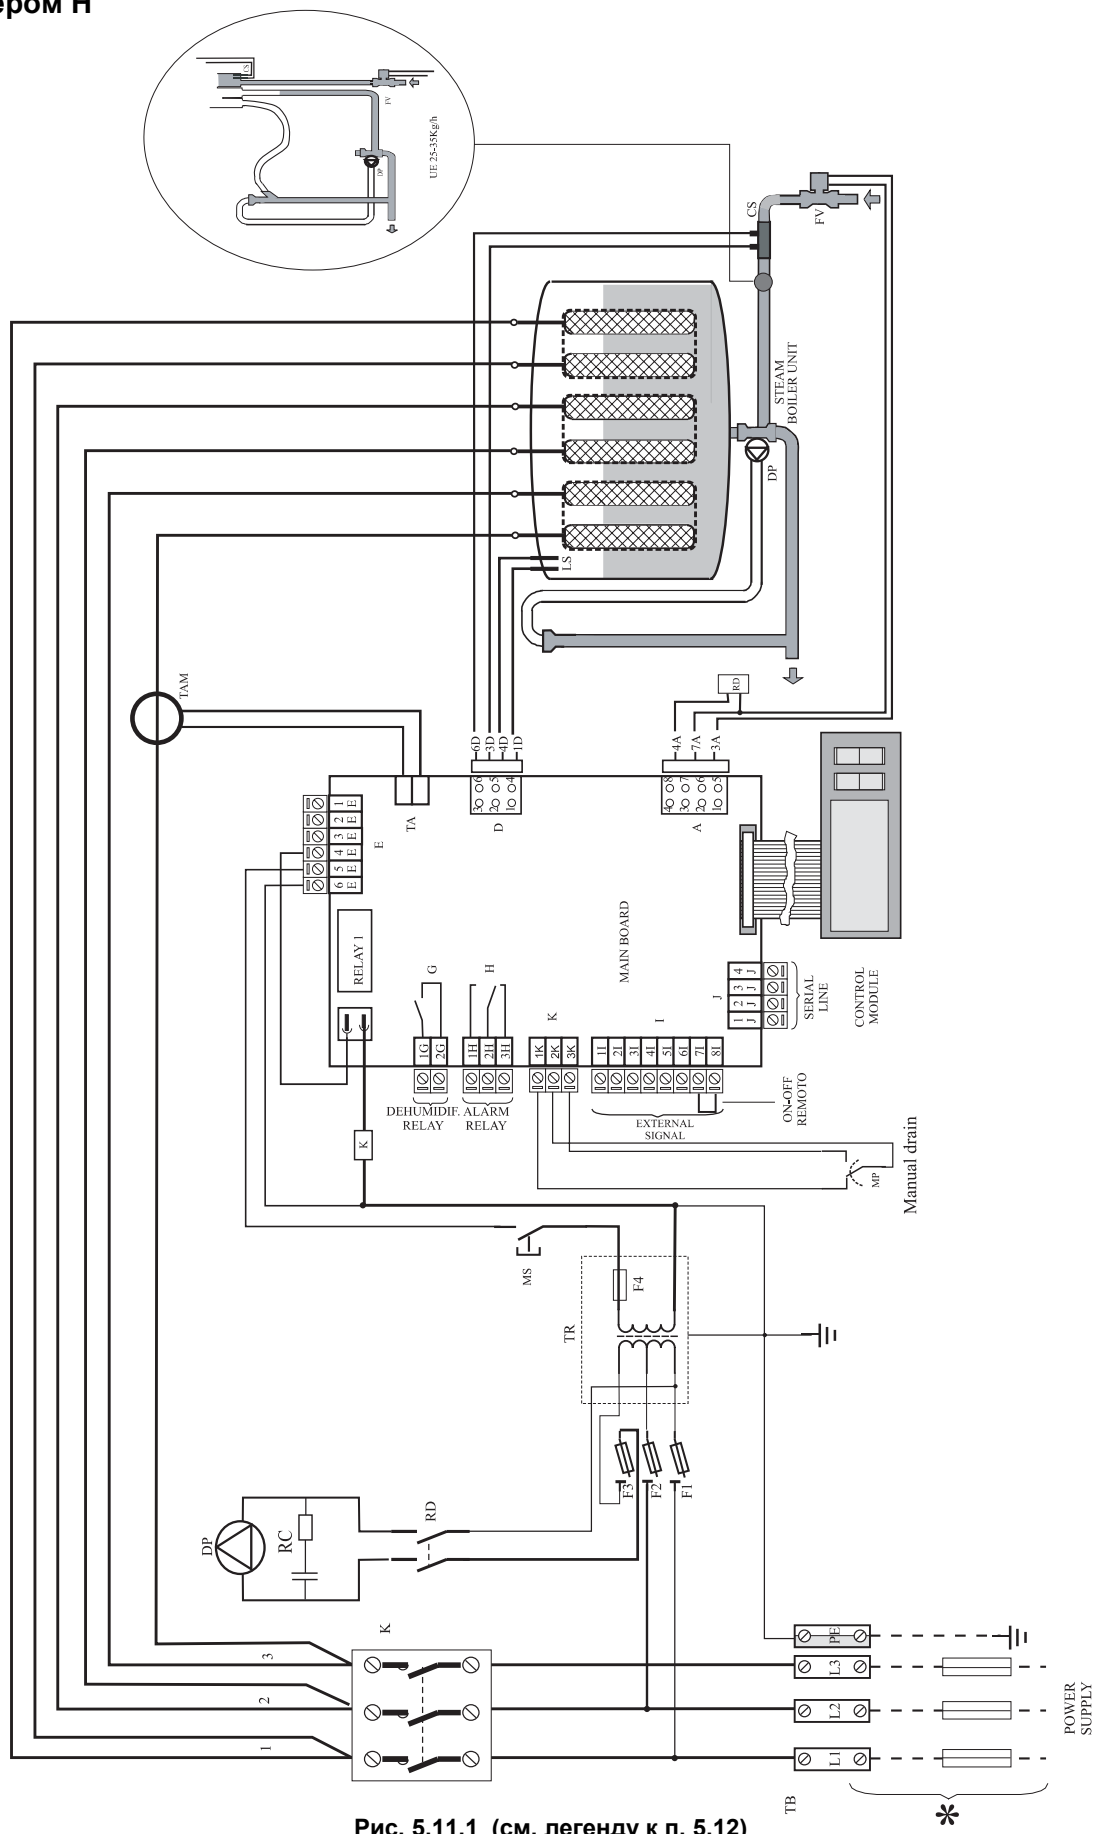 ером H
CS
FV
DP
UE 25-35Kg/h
CS
FV
STEAM
BOILER UNIT
DP
LS
TAM
RD
6D
3D
4D
1D
4A
7A
3A
3 6
2 5
1 4
D
4 8
3 7
2 6
1 5
A
TA
1 E
2 E
3 E
4 E
5 E
6 E
E
RELAY 1
MAIN BOARD
G
H
K
I
J
1G
2G
1H
2H
3H
1K
2K
3K
1I
2I
3I
4I
5I
6I
7I
8I
1 J
2 J
3 J
4 J
SERIAL
LINE
CONTROL
MODULE
DEHUMIDIF.
RELAY
ALARM
RELAY
EXTERNAL
SIGNAL
ON-OFF
REMOTO
K
MP
Manual drain
MS
F4
TR
F3
F2
F1
DP
RC
RD
K
3
2
1
PE
L3
L2
L1
TB
POWER
SUPPLY
*
Рис. 5.11.1 (см. легенду к п. 5.12)